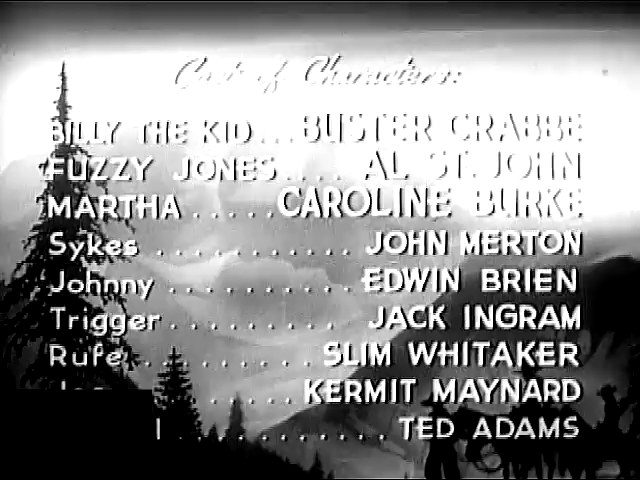 Cast of Characters:
BILLY THE KID...BUSTER CRABBE
FUZZY JONES.... AL ST. JOHN
MARTHA .....CAROLINE BURKE
Sykes ........... JOHN MERTON
Johnny .......... EDWIN BRIEN
Trigger......... JACK INGRAM
Rufe .......... SLIM WHITAKER
..... KERMIT MAYNARD
........... TED ADAMS